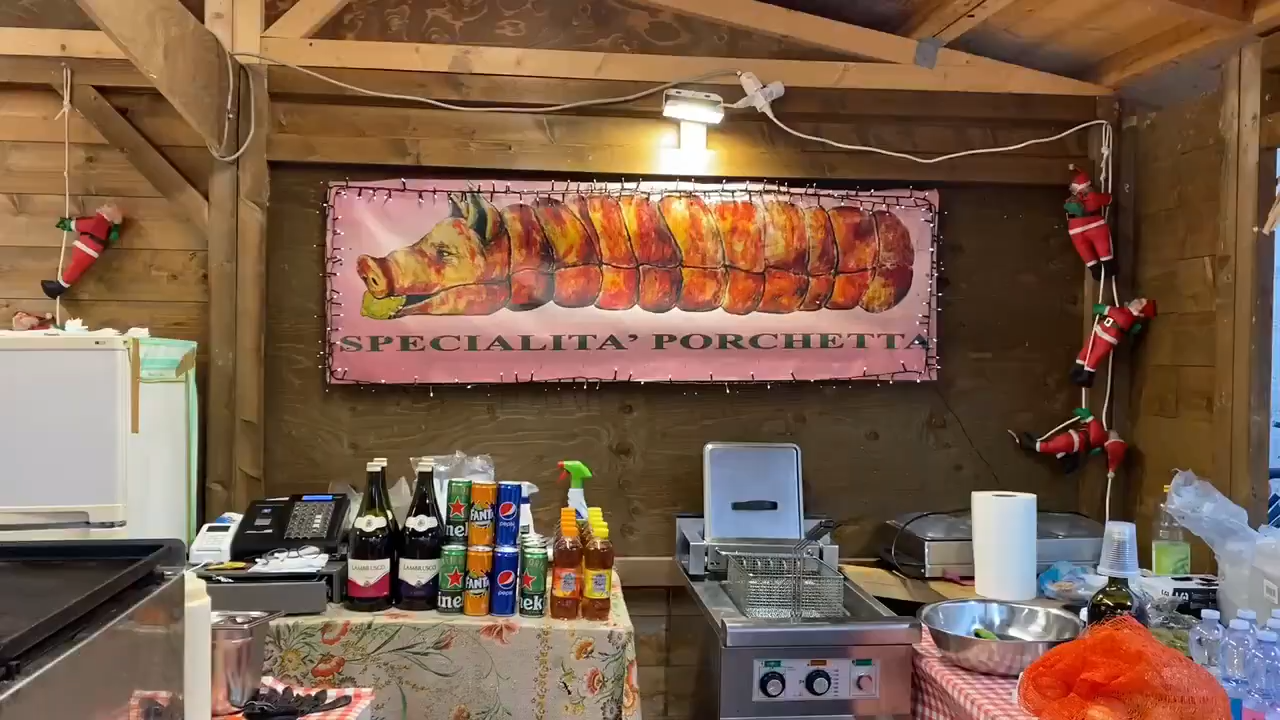 SPECIALITA' PORCHETTA
LAMBRUSCO
LAMBRUSCO
FANTA
pepsi
FANTA
pepsi